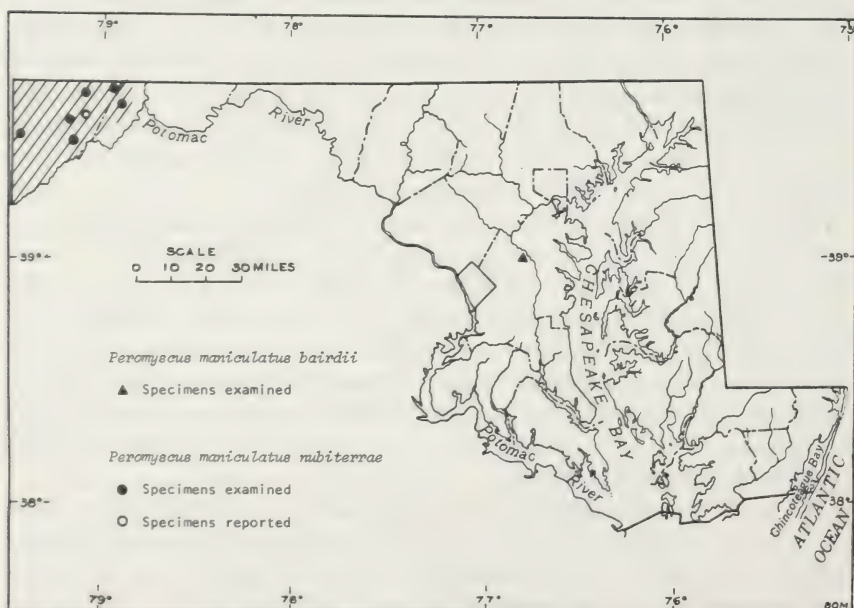 79° 78° 77° 76° 75
Potomac River
39° 39°
SCALE
0 10 20 30 MILES
CHESAPEAKE BAY
Peromyscus maniculatus bairdii
▲ Specimens examined
Peromyscus maniculatus nubiterrae
● Specimens examined
○ Specimens reported
Potomac
River
Chincoteague Bay
ATLANTIC
OCEAN
38° 38°
79° 78° 77° 76° BDM